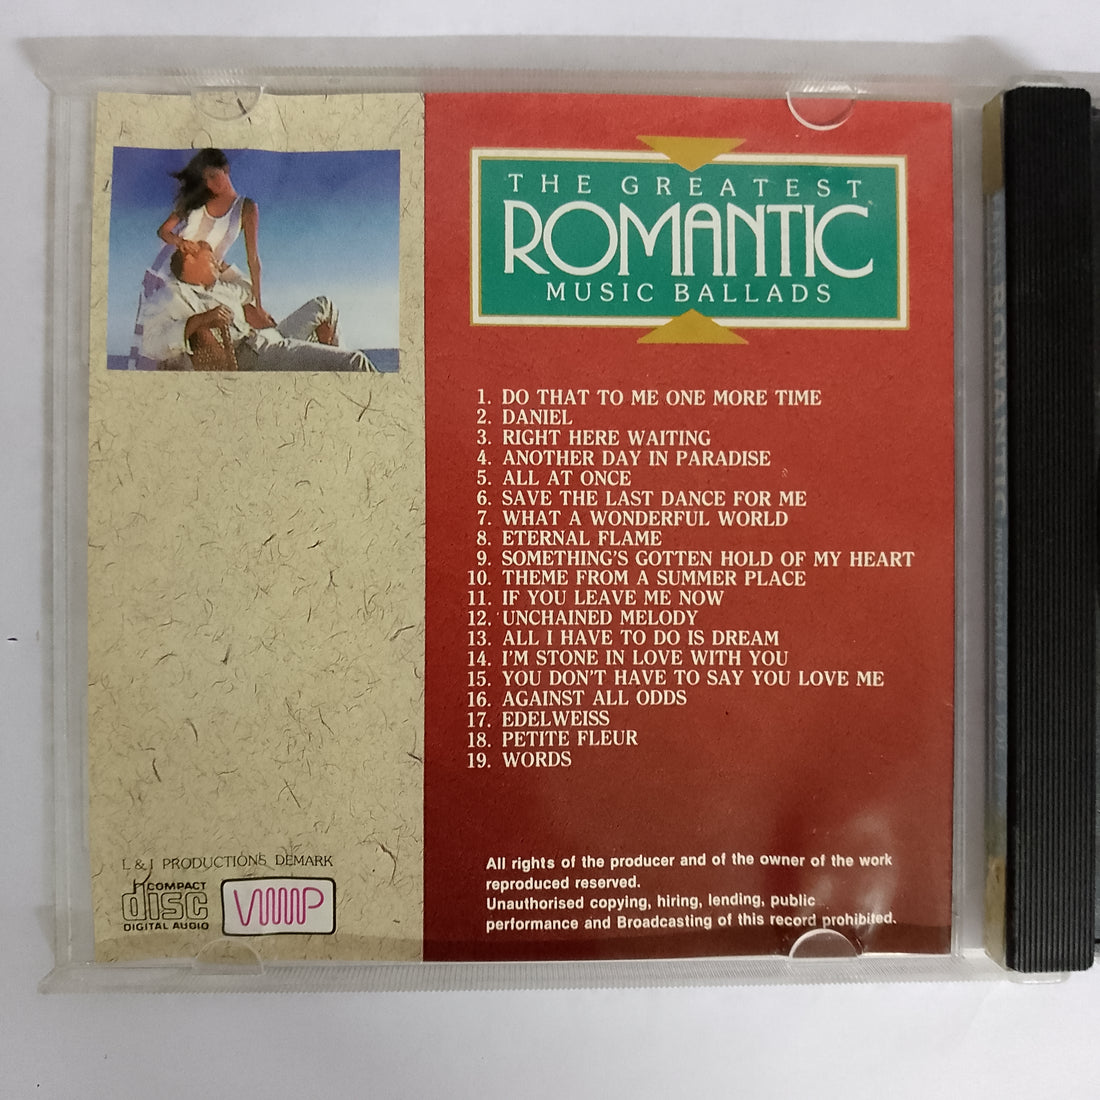 THE GREATEST
ROMANTIC
MUSIC BALLADS
1. DO THAT TO ME ONE MORE TIME
2. DANIEL
3. RIGHT HERE WAITING
4. ANOTHER DAY IN PARADISE
5. ALL AT ONCE
6. SAVE THE LAST DANCE FOR ME
7. WHAT A WONDERFUL WORLD
8. ETERNAL FLAME
9. SOMETHING'S GOTTEN HOLD OF MY HEART
10. THEME FROM A SUMMER PLACE
11. IF YOU LEAVE ME NOW
12. UNCHAINED MELODY
13. ALL I HAVE TO DO IS DREAM
14. I'M STONE IN LOVE WITH YOU
15. YOU DON'T HAVE TO SAY YOU LOVE ME
16. AGAINST ALL ODDS
17. EDELWEISS
18. PETITE FLEUR
19. WORDS
L & J PRODUCTIONS DEMARK
COMPACT
disc
DIGITAL AUDIO
All rights of the producer and of the owner of the work
reproduced reserved.
Unauthorised copying, hiring, lending, public
performance and Broadcasting of this record prohibited.
ROMANTIC